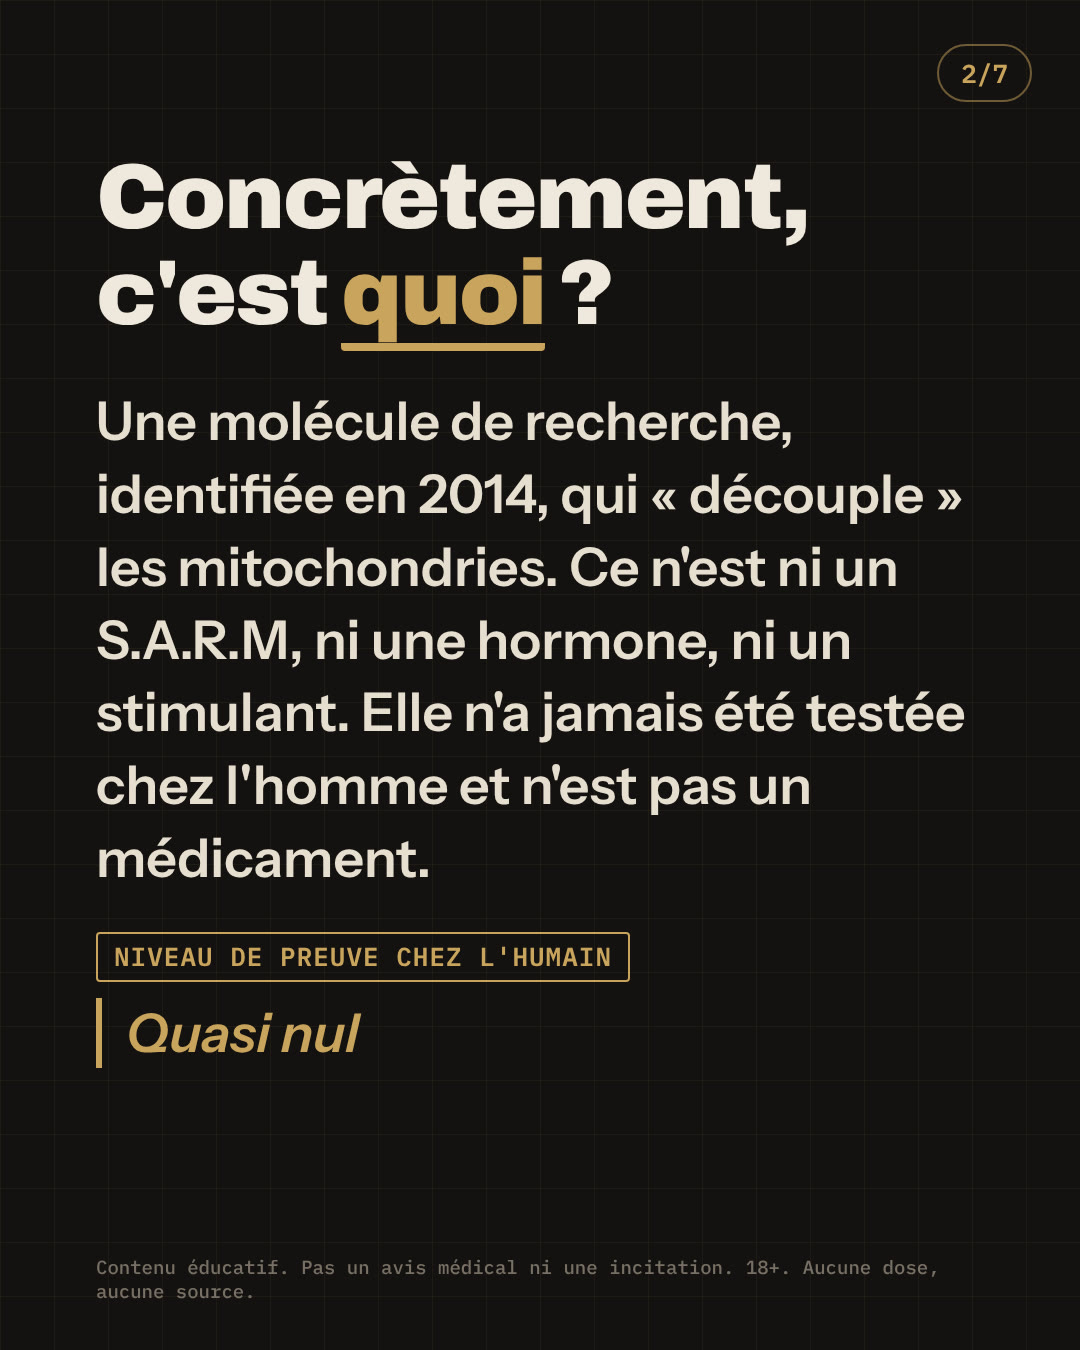 2/7
Concrètement,
c'est quoi ?
Une molécule de recherche,
identifiée en 2014, qui « découple »
les mitochondries. Ce n'est ni un
S.A.R.M, ni une hormone, ni un
stimulant. Elle n'a jamais été testée
chez l'homme et n'est pas un
médicament.
NIVEAU DE PREUVE CHEZ L'HUMAIN
Quasi nul
Contenu éducatif. Pas un avis médical ni une incitation. 18+. Aucune dose,
aucune source.